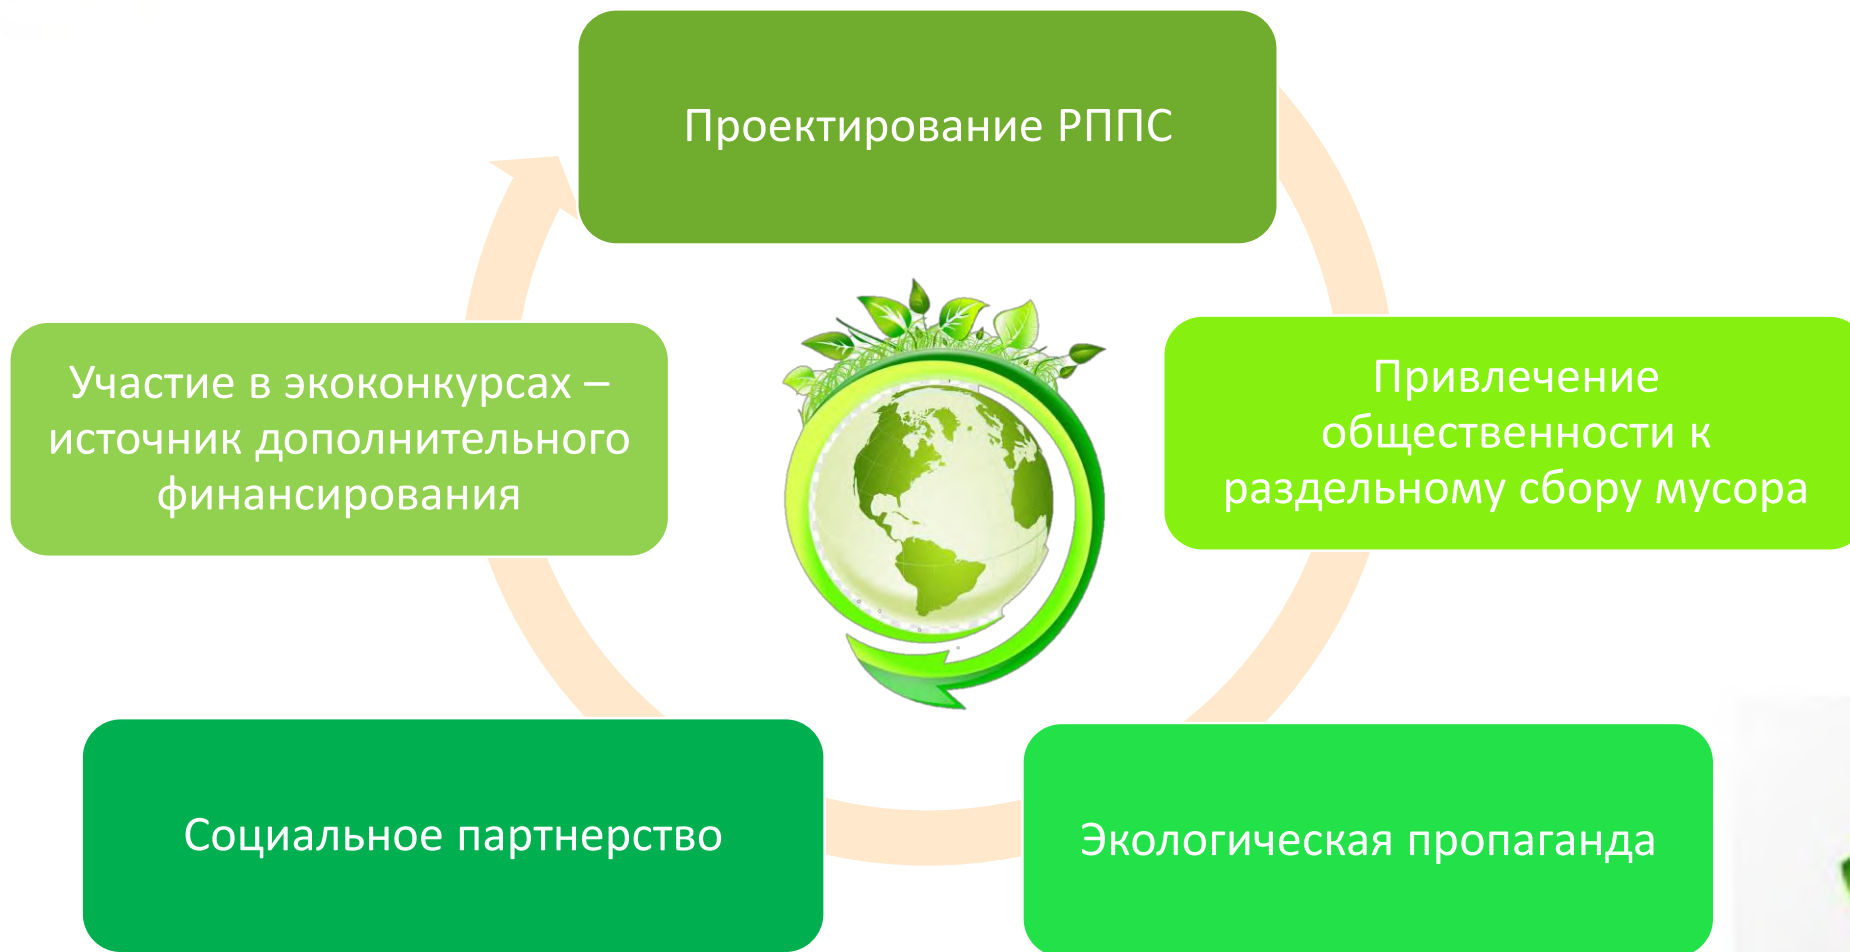 Проектирование РППС
Участие в экоконкурсах –
источник дополнительного
финансирования
Привлечение
общественности к
раздельному сбору мусора
Социальное партнерство
Экологическая пропаганда